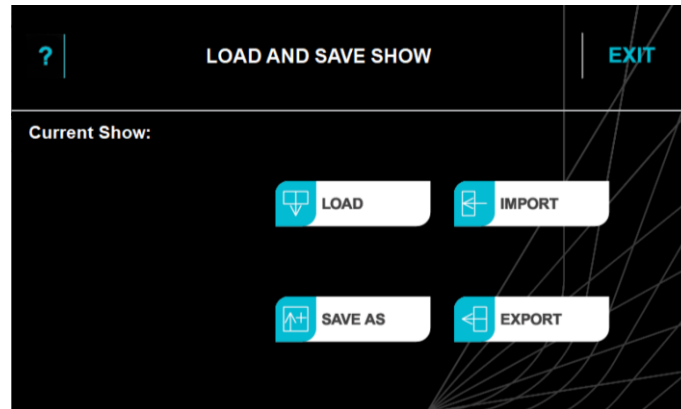 ?
LOAD AND SAVE SHOW
EXIT
Current Show:
LOAD
IMPORT
SAVE AS
EXPORT